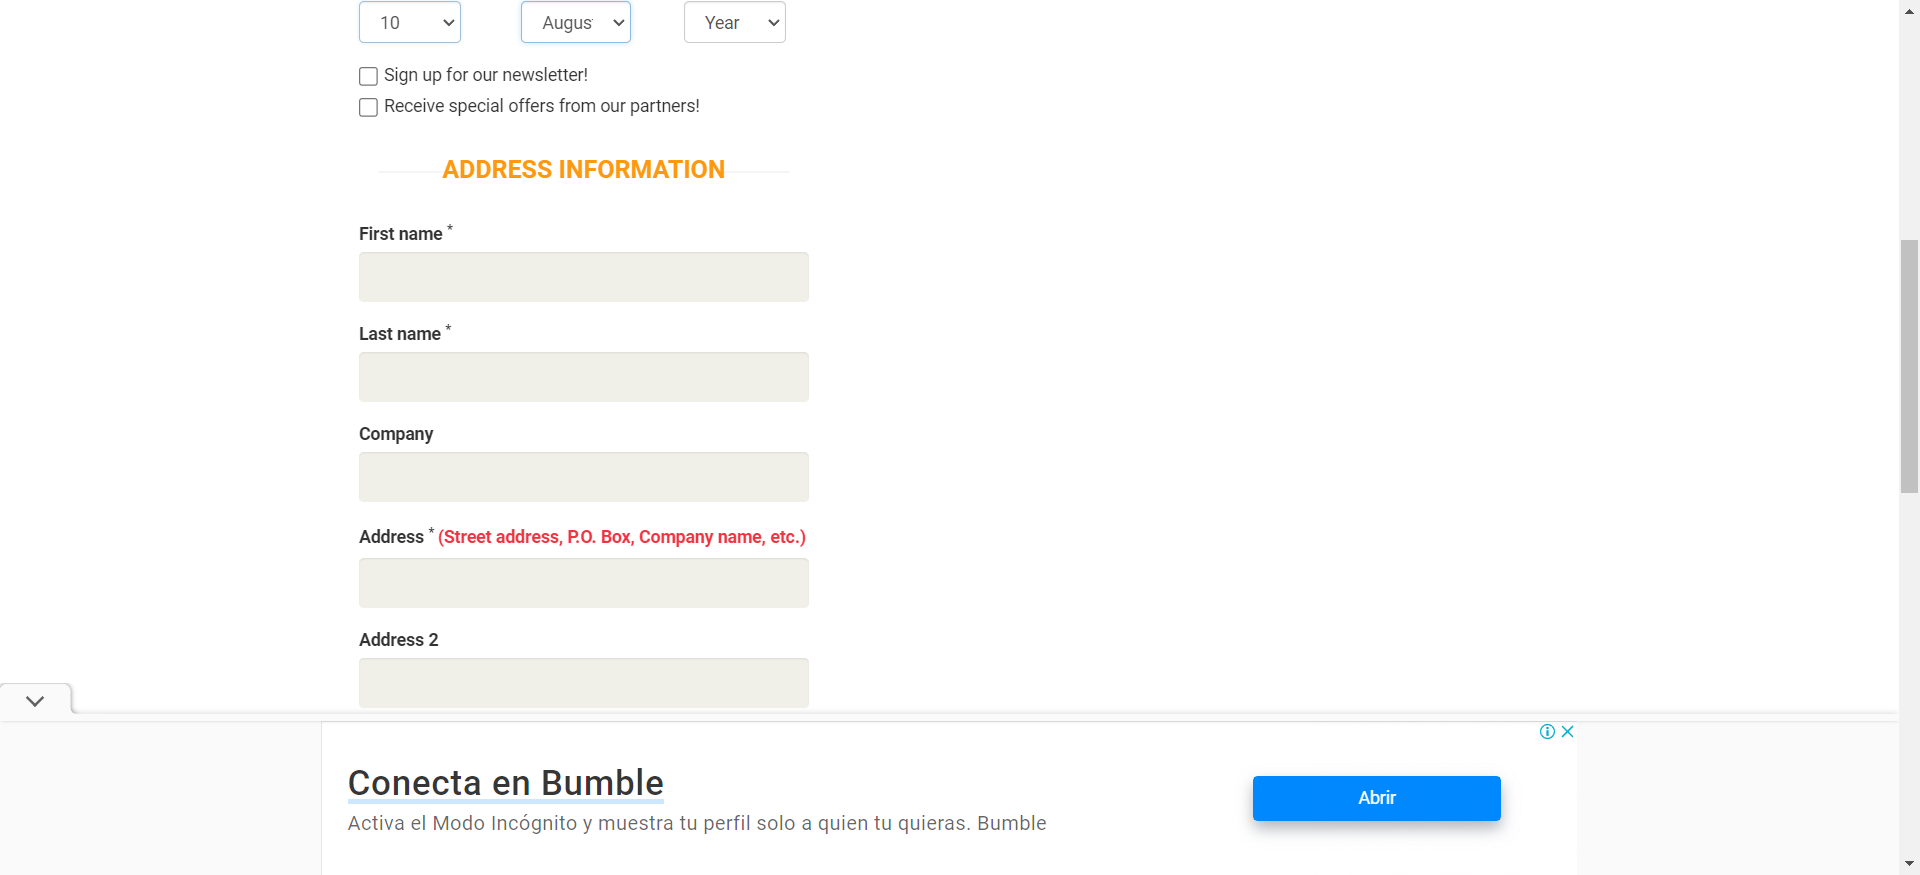 10 Augus Year
Sign up for our newsletter!
Receive special offers from our partners!
ADDRESS INFORMATION
First name *
Last name *
Company
Address * (Street address, P.O. Box, Company name, etc.)
Address 2
Conecta en Bumble
Activa el Modo Incógnito y muestra tu perfil solo a quien tu quieras. Bumble
Abrir